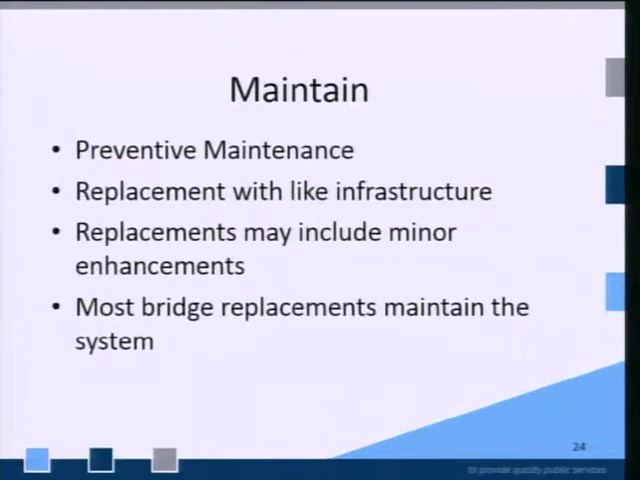 Maintain
• Preventive Maintenance
• Replacement with like infrastructure
• Replacements may include minor
enhancements
• Most bridge replacements maintain the
system
24
to provide quality public services